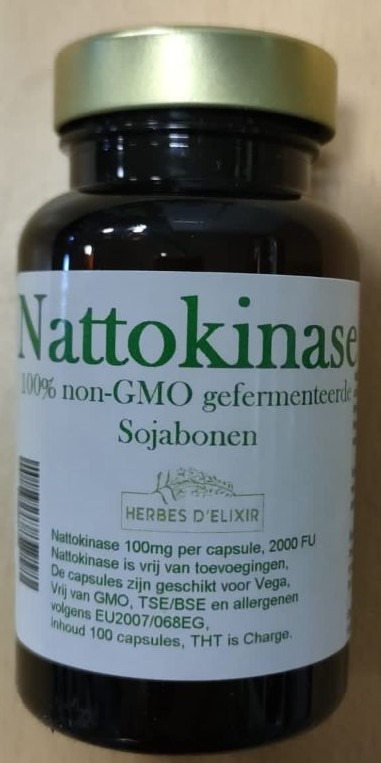 Nattokinase
100% non-GMO gefermenteerde
Sojabonen
HERBES D'ELIXIR
Nattokinase 100mg per capsule, 2000 FU
Nattokinase is vrij van toevoegingen,
De capsules zijn geschikt voor Vega,
Vrij van GMO, TSE/BSE en allergenen
volgens EU2007/068EG,
inhoud 100 capsules, THT is Charge.